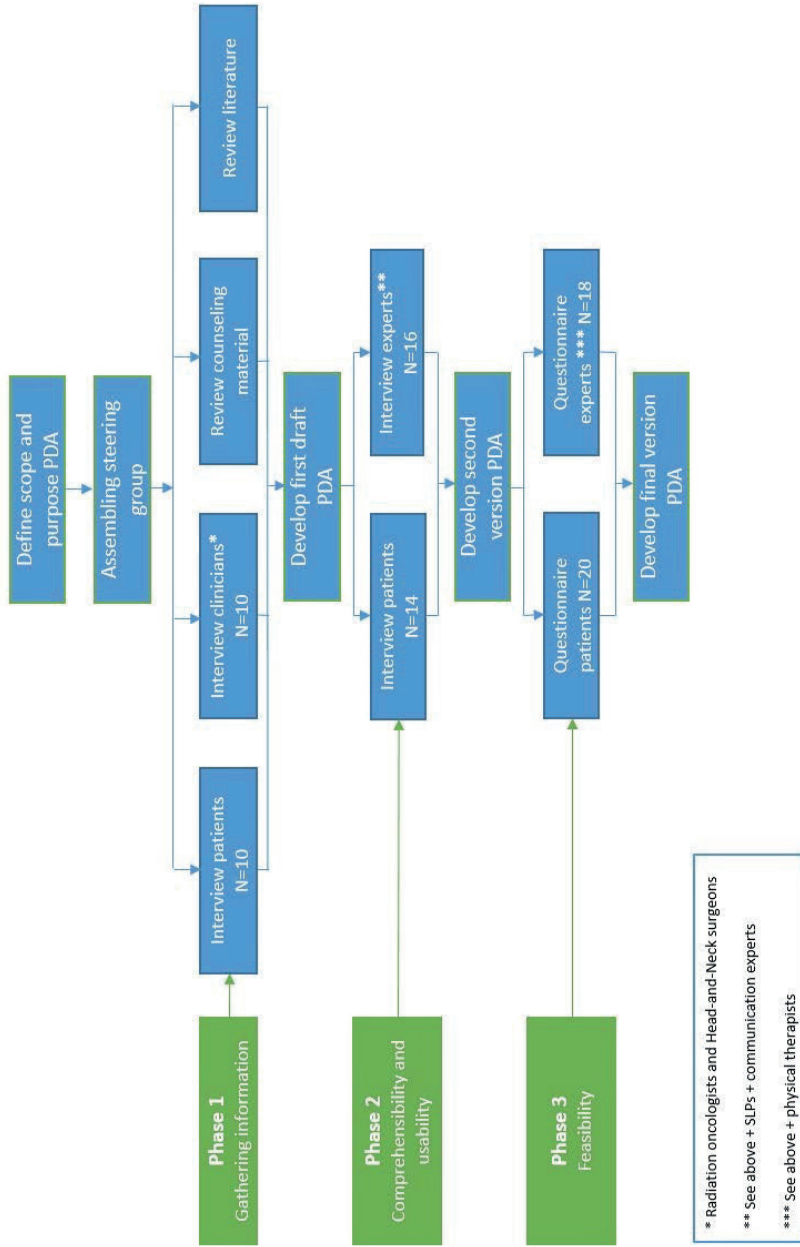 Define scope and
purpose PDA
Assembling steering
group
Phase 1
Gathering information
Interview patients
N=10
Interview clinicians*
N=10
Review counseling
material
Review literature
Develop first draft
PDA
Phase 2
Comprehensibility and
usability
Interview patients
N=14
Interview experts**
N=16
Develop second
version PDA
Phase 3
Feasibility
Questionnaire
patients N=20
Questionnaire
experts *** N=18
Develop final version
PDA
* Radiation oncologists and Head-and-Neck surgeons
** See above + SLPs + communication experts
*** See above + physical therapists